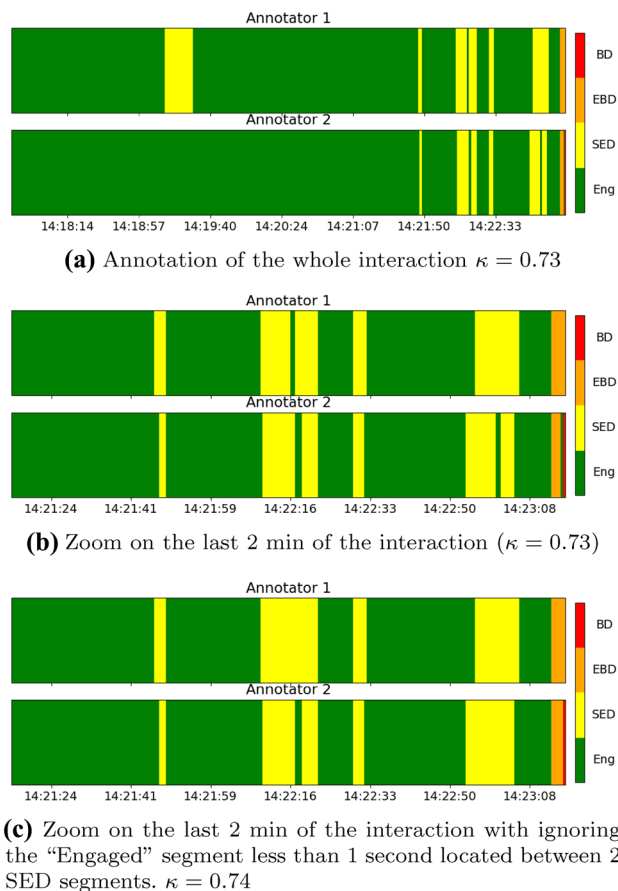 Annotator 1
BD
EBD
SED
Eng
Annotator 2
14:18:14 14:18:57 14:19:40 14:20:24 14:21:07 14:21:50 14:22:33
(a) Annotation of the whole interaction κ = 0.73
Annotator 1
BD
EBD
SED
Eng
Annotator 2
14:21:24 14:21:41 14:21:59 14:22:16 14:22:33 14:22:50 14:23:08
(b) Zoom on the last 2 min of the interaction (κ = 0.73)
Annotator 1
BD
EBD
SED
Eng
Annotator 2
14:21:24 14:21:41 14:21:59 14:22:16 14:22:33 14:22:50 14:23:08
(c) Zoom on the last 2 min of the interaction with ignoring
the “Engaged” segment less than 1 second located between 2
SED segments. κ = 0.74